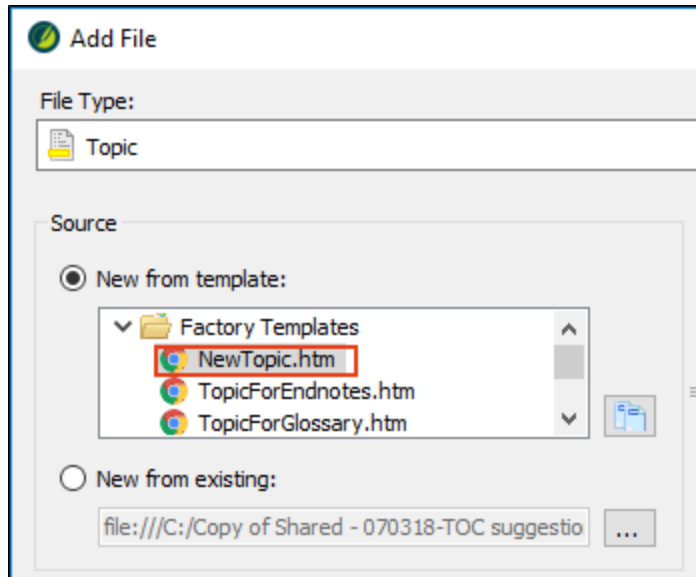 Add File
File Type:
Topic
Source
New from template:
Factory Templates
NewTopic.htm
TopicForEndnotes.htm
TopicForGlossary.htm
New from existing:
file:///C:/Copy of Shared - 070318-TOC suggestio
...